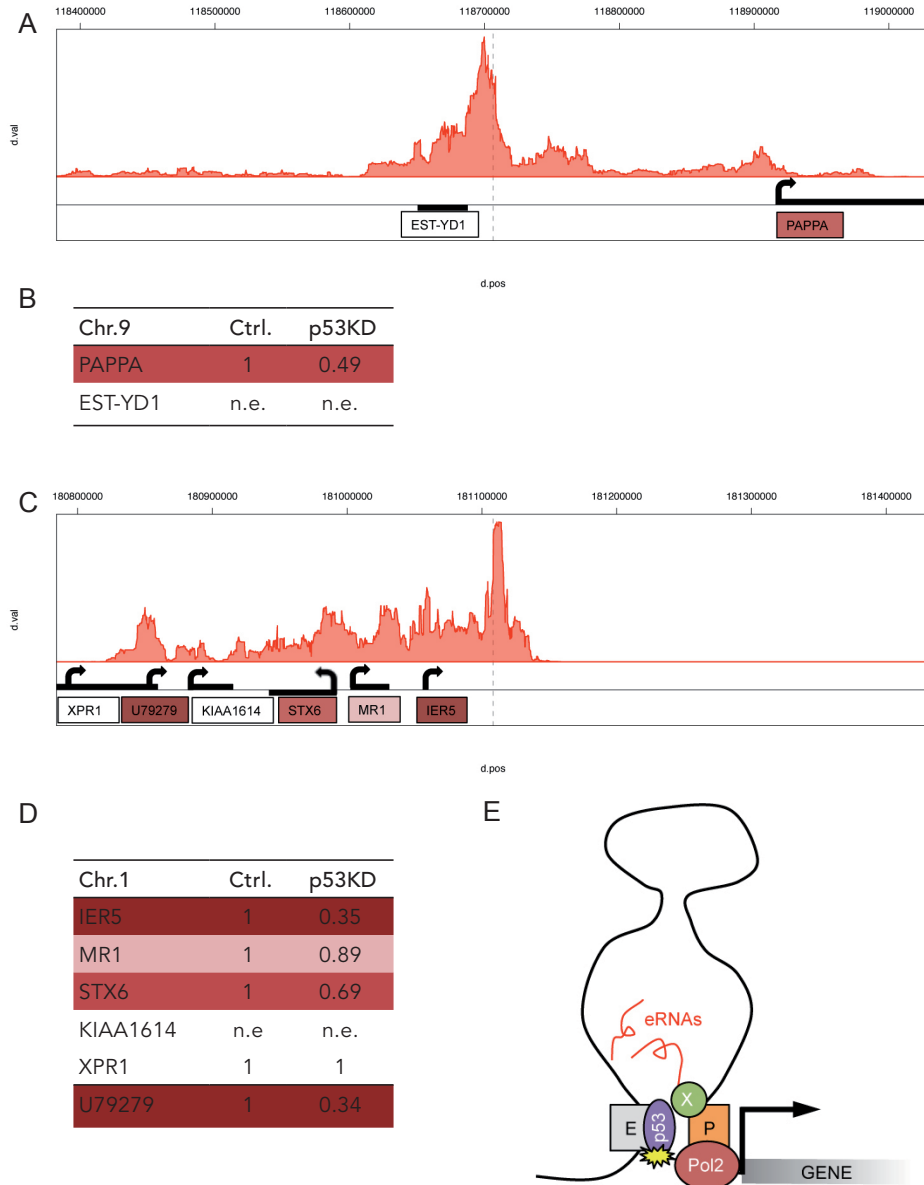 A
118400000 118500000 118600000 118700000 118800000 118900000 119000000
d.val
EST-YD1 PAPPA
d.pos
B
Chr.9 Ctrl. p53KD
PAPPA 1 0.49
EST-YD1 n.e. n.e.
C
180800000 180900000 181000000 181100000 181200000 181300000 181400000
d.val
XPR1 U79279 KIAA1614 STX6 MR1 IER5
d.pos
D
Chr.1 Ctrl. p53KD
IER5 1 0.35
MR1 1 0.89
STX6 1 0.69
KIAA1614 n.e n.e.
XPR1 1 1
U79279 1 0.34
E
eRNAs
X
E p53 P
Pol2
GENE